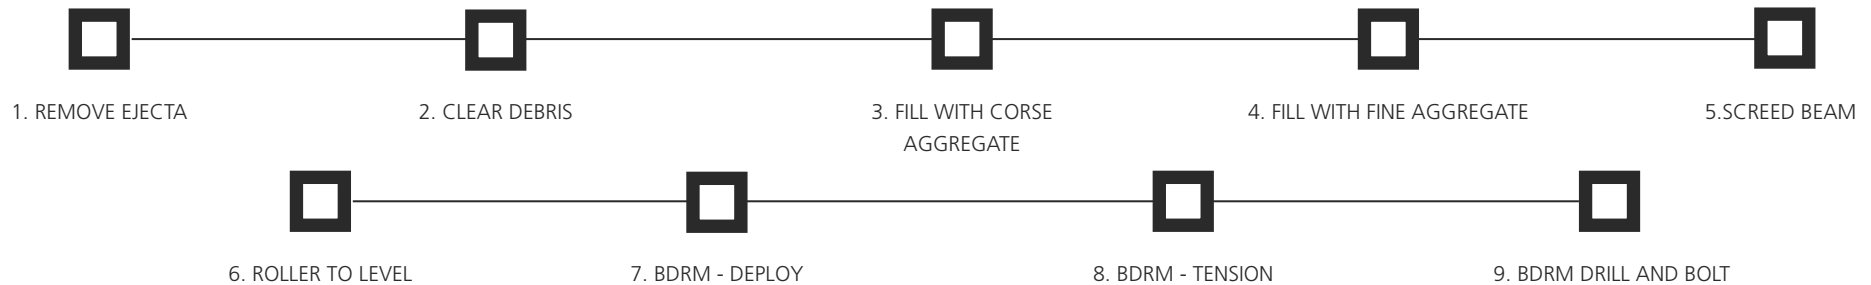 1. REMOVE EJECTA
2. CLEAR DEBRIS
3. FILL WITH CORSE
AGGREGATE
4. FILL WITH FINE AGGREGATE
5.SCREED BEAM
6. ROLLER TO LEVEL
7. BDRM - DEPLOY
8. BDRM - TENSION
9. BDRM DRILL AND BOLT